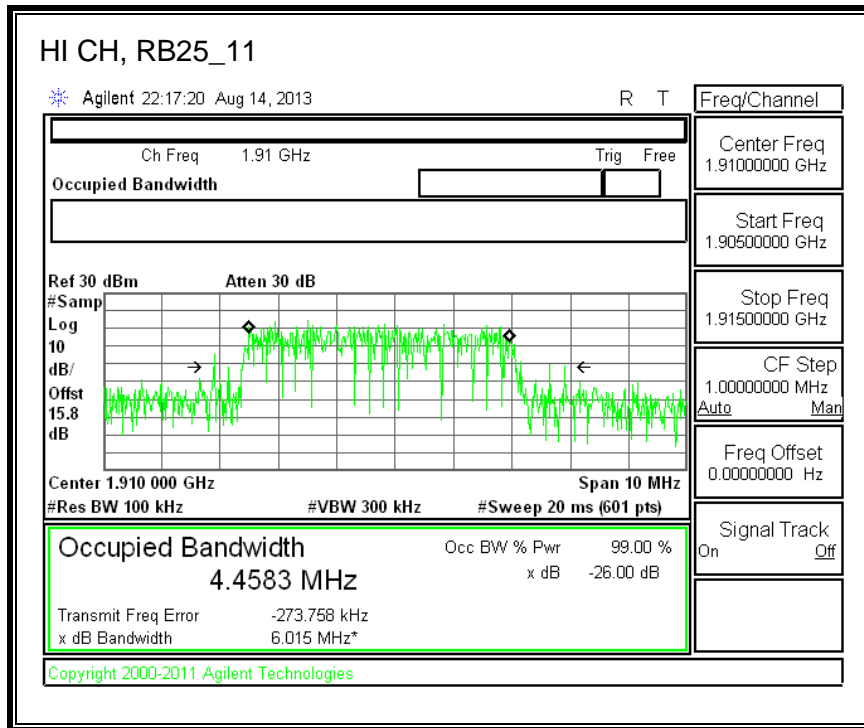 HI CH, RB25_11
Agilent 22:17:20 Aug 14, 2013 R T
Ch Freq 1.91 GHz Trig Free
Occupied Bandwidth
Ref 30 dBm Atten 30 dB
#Samp
Log
10
dB/
Offst
15.8
dB
Center 1.910 000 GHz Span 10 MHz
#Res BW 100 kHz #VBW 300 kHz #Sweep 20 ms (601 pts)
Occupied Bandwidth
4.4583 MHz
Occ BW % Pwr 99.00 %
x dB -26.00 dB
Transmit Freq Error -273.758 kHz
x dB Bandwidth 6.015 MHz*
Copyright 2000-2011 Agilent Technologies
Freq/Channel
Center Freq
1.91000000 GHz
Start Freq
1.90500000 GHz
Stop Freq
1.91500000 GHz
CF Step
1.00000000 MHz
Auto Man
Freq Offset
0.00000000 Hz
Signal Track
On Off